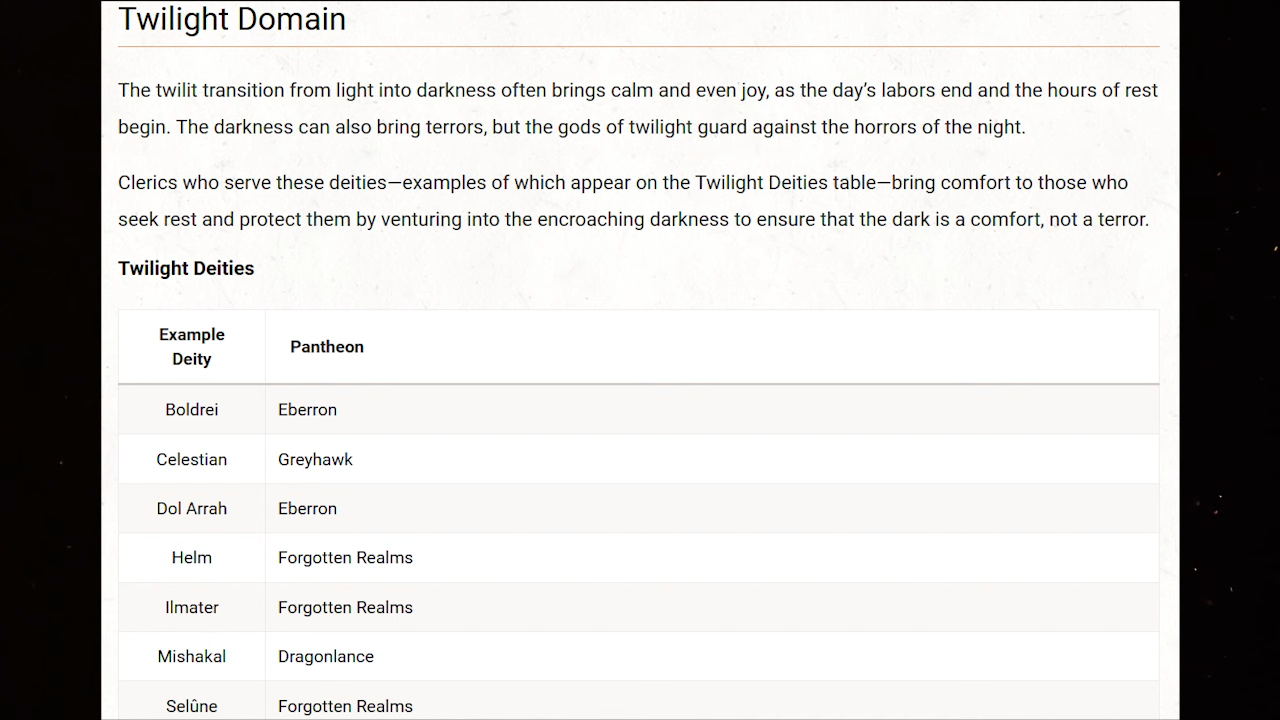 Twilight Domain
The twilit transition from light into darkness often brings calm and even joy, as the day’s labors end and the hours of rest
begin. The darkness can also bring terrors, but the gods of twilight guard against the horrors of the night.
Clerics who serve these deities—examples of which appear on the Twilight Deities table—bring comfort to those who
seek rest and protect them by venturing into the encroaching darkness to ensure that the dark is a comfort, not a terror.
Twilight Deities
Example
Deity
Pantheon
Boldrei Eberron
Celestian Greyhawk
Dol Arrah Eberron
Helm Forgotten Realms
Ilmater Forgotten Realms
Mishakal Dragonlance
Selûne Forgotten Realms